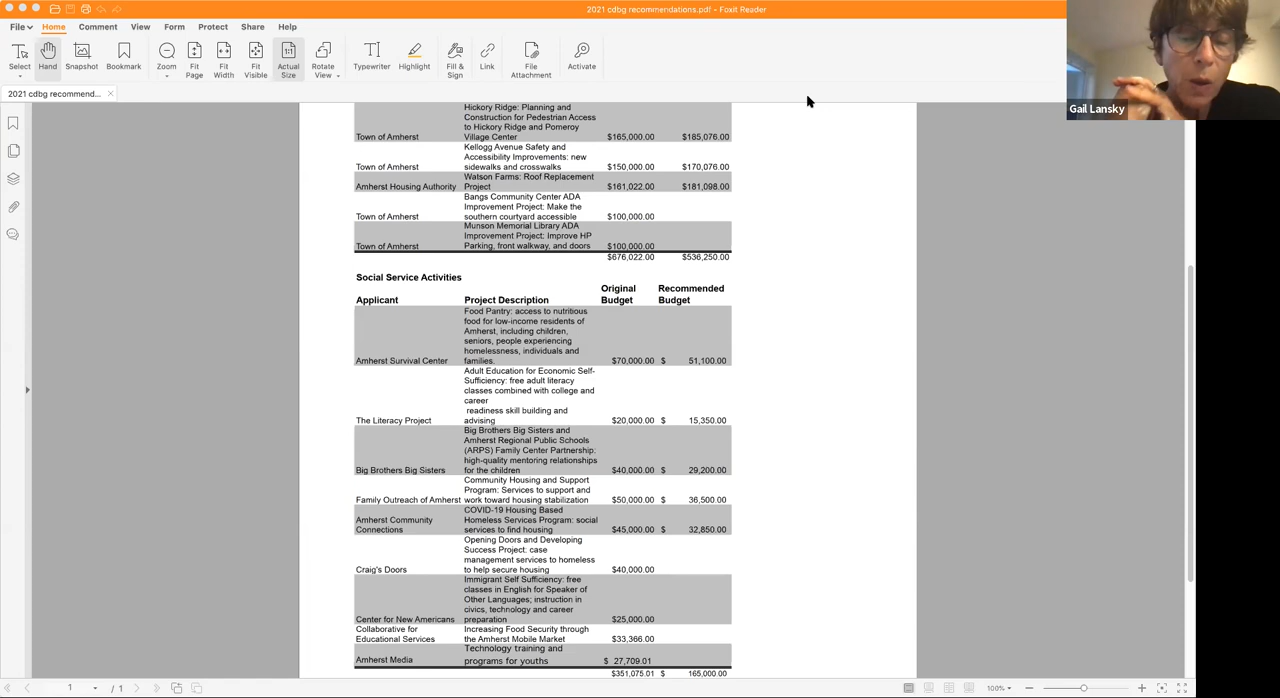 2021 cdbg recommendations.pdf - Foxit Reader
File Home Comment View Form Protect Share Help
Select Hand Snapshot Bookmark Zoom Fit Page Fit Width Fit Visible Actual Size Rotate View Typewriter Highlight Fill & Sign Link File Attachment Activate
2021 cdbg recommend...
Gail Lansky
Hickory Ridge: Planning and
Construction for Pedestrian Access
to Hickory Ridge and Pomeroy
Town of Amherst Village Center $165,000.00 $185,076.00
Kellogg Avenue Safety and
Accessibility Improvements: new
Town of Amherst sidewalks and crosswalks $150,000.00 $170,076.00
Watson Farms: Roof Replacement
Amherst Housing Authority Project $161,022.00 $181,098.00
Bangs Community Center ADA
Improvement Project: Make the
Town of Amherst southern courtyard accessible $100,000.00
Munson Memorial Library ADA
Improvement Project: Improve HP
Town of Amherst Parking, front walkway, and doors $100,000.00
$676,022.00 $536,250.00
Social Service Activities
Original Recommended
Applicant Project Description Budget Budget
Food Pantry: access to nutritious
food for low-income residents of
Amherst, including children,
seniors, people experiencing
homelessness, individuals and
Amherst Survival Center families. $70,000.00 $ 51,100.00
Adult Education for Economic Self-
Sufficiency: free adult literacy
classes combined with college and
career
readiness skill building and
The Literacy Project advising $20,000.00 $ 15,350.00
Big Brothers Big Sisters and
Amherst Regional Public Schools
(ARPS) Family Center Partnership:
high-quality mentoring relationships
Big Brothers Big Sisters for the children $40,000.00 $ 29,200.00
Community Housing and Support
Program: Services to support and
Family Outreach of Amherst work toward housing stabilization $50,000.00 $ 36,500.00
COVID-19 Housing Based
Amherst Community Homeless Services Program: social
Connections services to find housing $45,000.00 $ 32,850.00
Opening Doors and Developing
Success Project: case
management services to homeless
Craig's Doors to help secure housing $40,000.00
Immigrant Self Sufficiency: free
classes in English for Speaker of
Other Languages; instruction in
civics, technology and career
Center for New Americans preparation $25,000.00
Collaborative for Increasing Food Security through
Educational Services the Amherst Mobile Market $33,366.00
Technology training and
Amherst Media programs for youths $ 27,709.01
$351,075.01 $ 165,000.00
1 / 1 100%